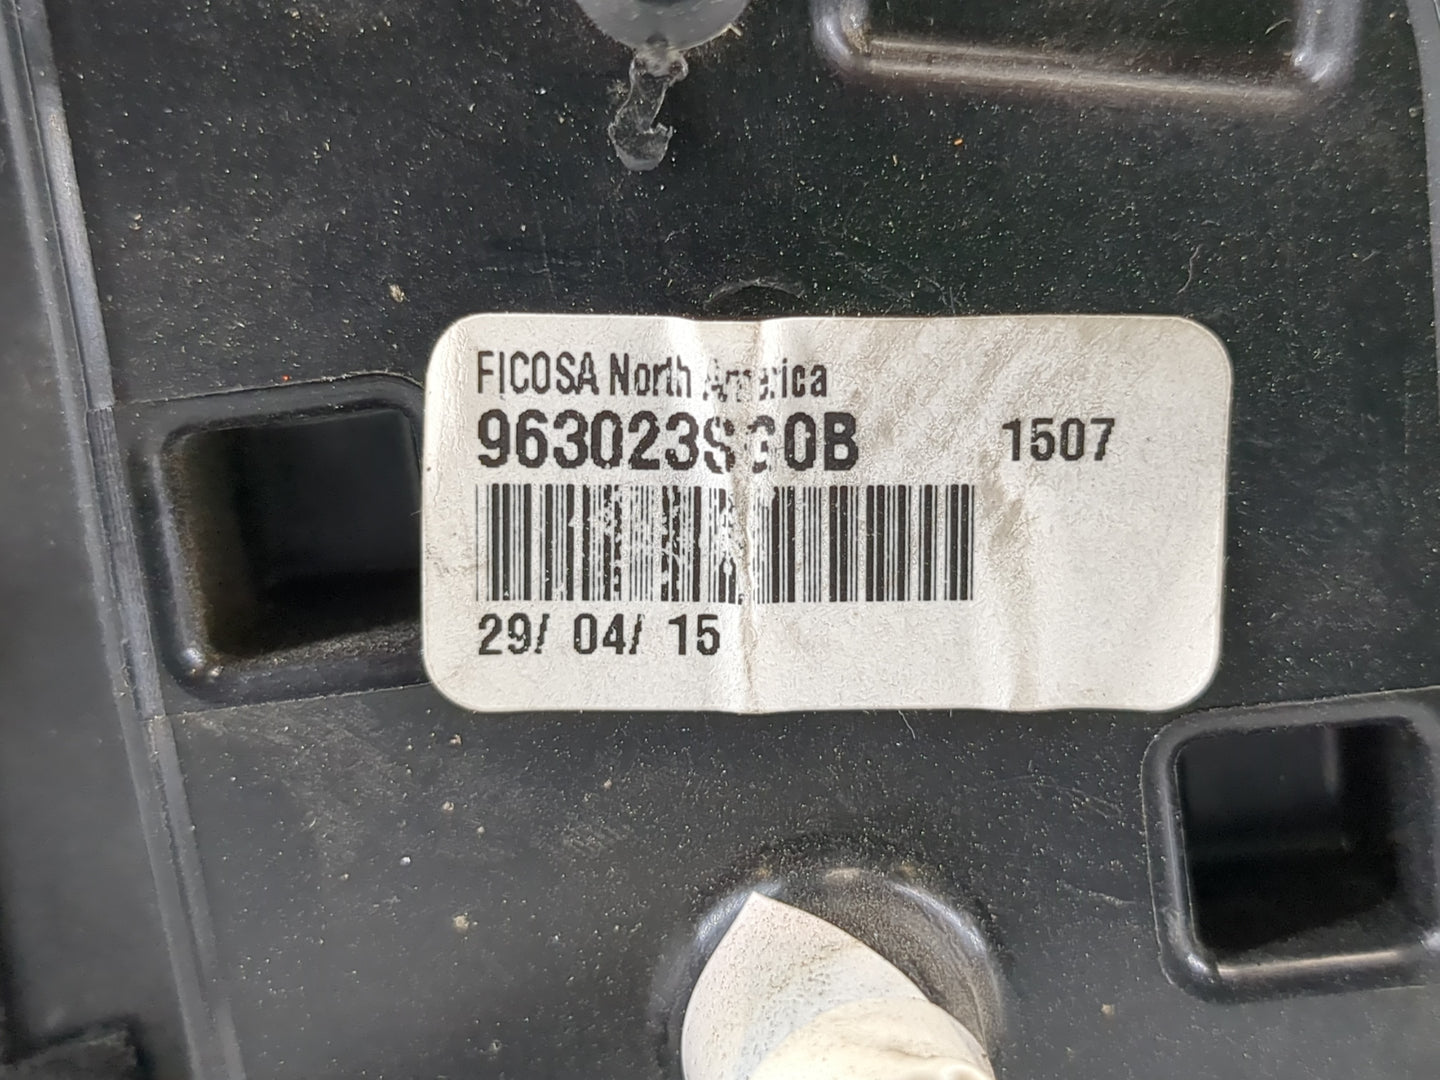 FICOSA North America
963023SG0B 1507
29/ 04/ 15